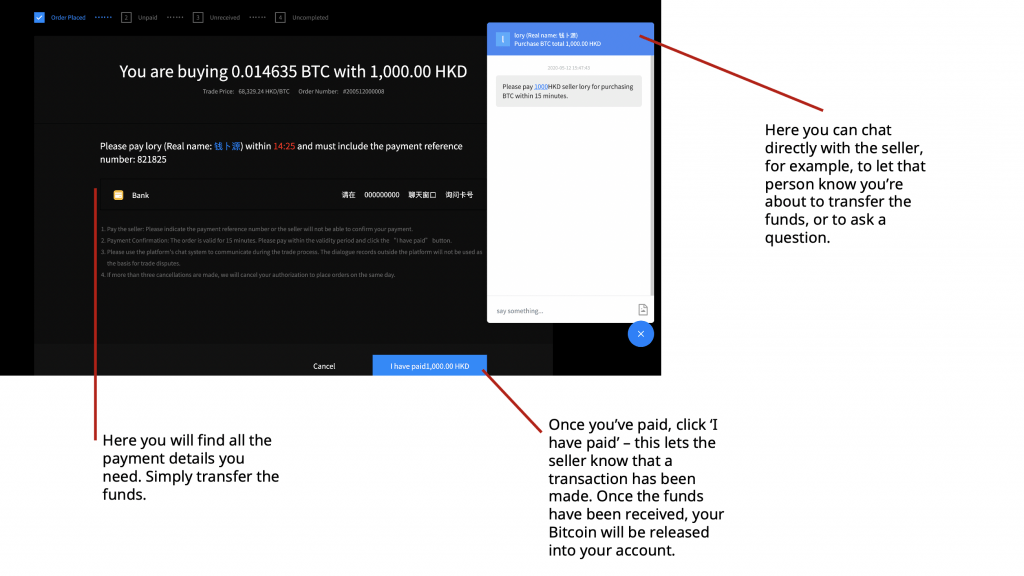 Order Placed 2 Unpaid 3 Unreceived 4 Uncompleted
You are buying 0.014635 BTC with 1,000.00 HKD
Trade Price: 68,329.24 HKD/BTC Order Number: #200512000008
Please pay lory (Real name: 钱卜源) within 14:25 and must include the payment reference
number: 821825
Bank 请在 000000000 聊天窗口 询问卡号
1. Pay the seller: Please indicate the payment reference number or the seller will not be able to confirm your payment.
2. Payment Confirmation: The order is valid for 15 minutes. Please pay within the validity period and click the “I have paid” button.
3. Please use the platform's chat system to communicate during the trade process. The dialogue records outside the platform will not be used as
the basis for trade disputes.
4. If more than three cancellations are made, we will cancel your authorization to place orders on the same day.
Cancel I have paid1,000.00 HKD
l lory (Real name: 钱卜源)
Purchase BTC total 1,000.00 HKD
2020-05-12 15:47:45
Please pay 1000HKD seller lory for purchasing
BTC within 15 minutes.
say something...
Here you can chat
directly with the seller,
for example, to let that
person know you’re
about to transfer the
funds, or to ask a
question.
Here you will find all the
payment details you
need. Simply transfer the
funds.
Once you’ve paid, click ‘I
have paid’ – this lets the
seller know that a
transaction has been
made. Once the funds
have been received, your
Bitcoin will be released
into your account.